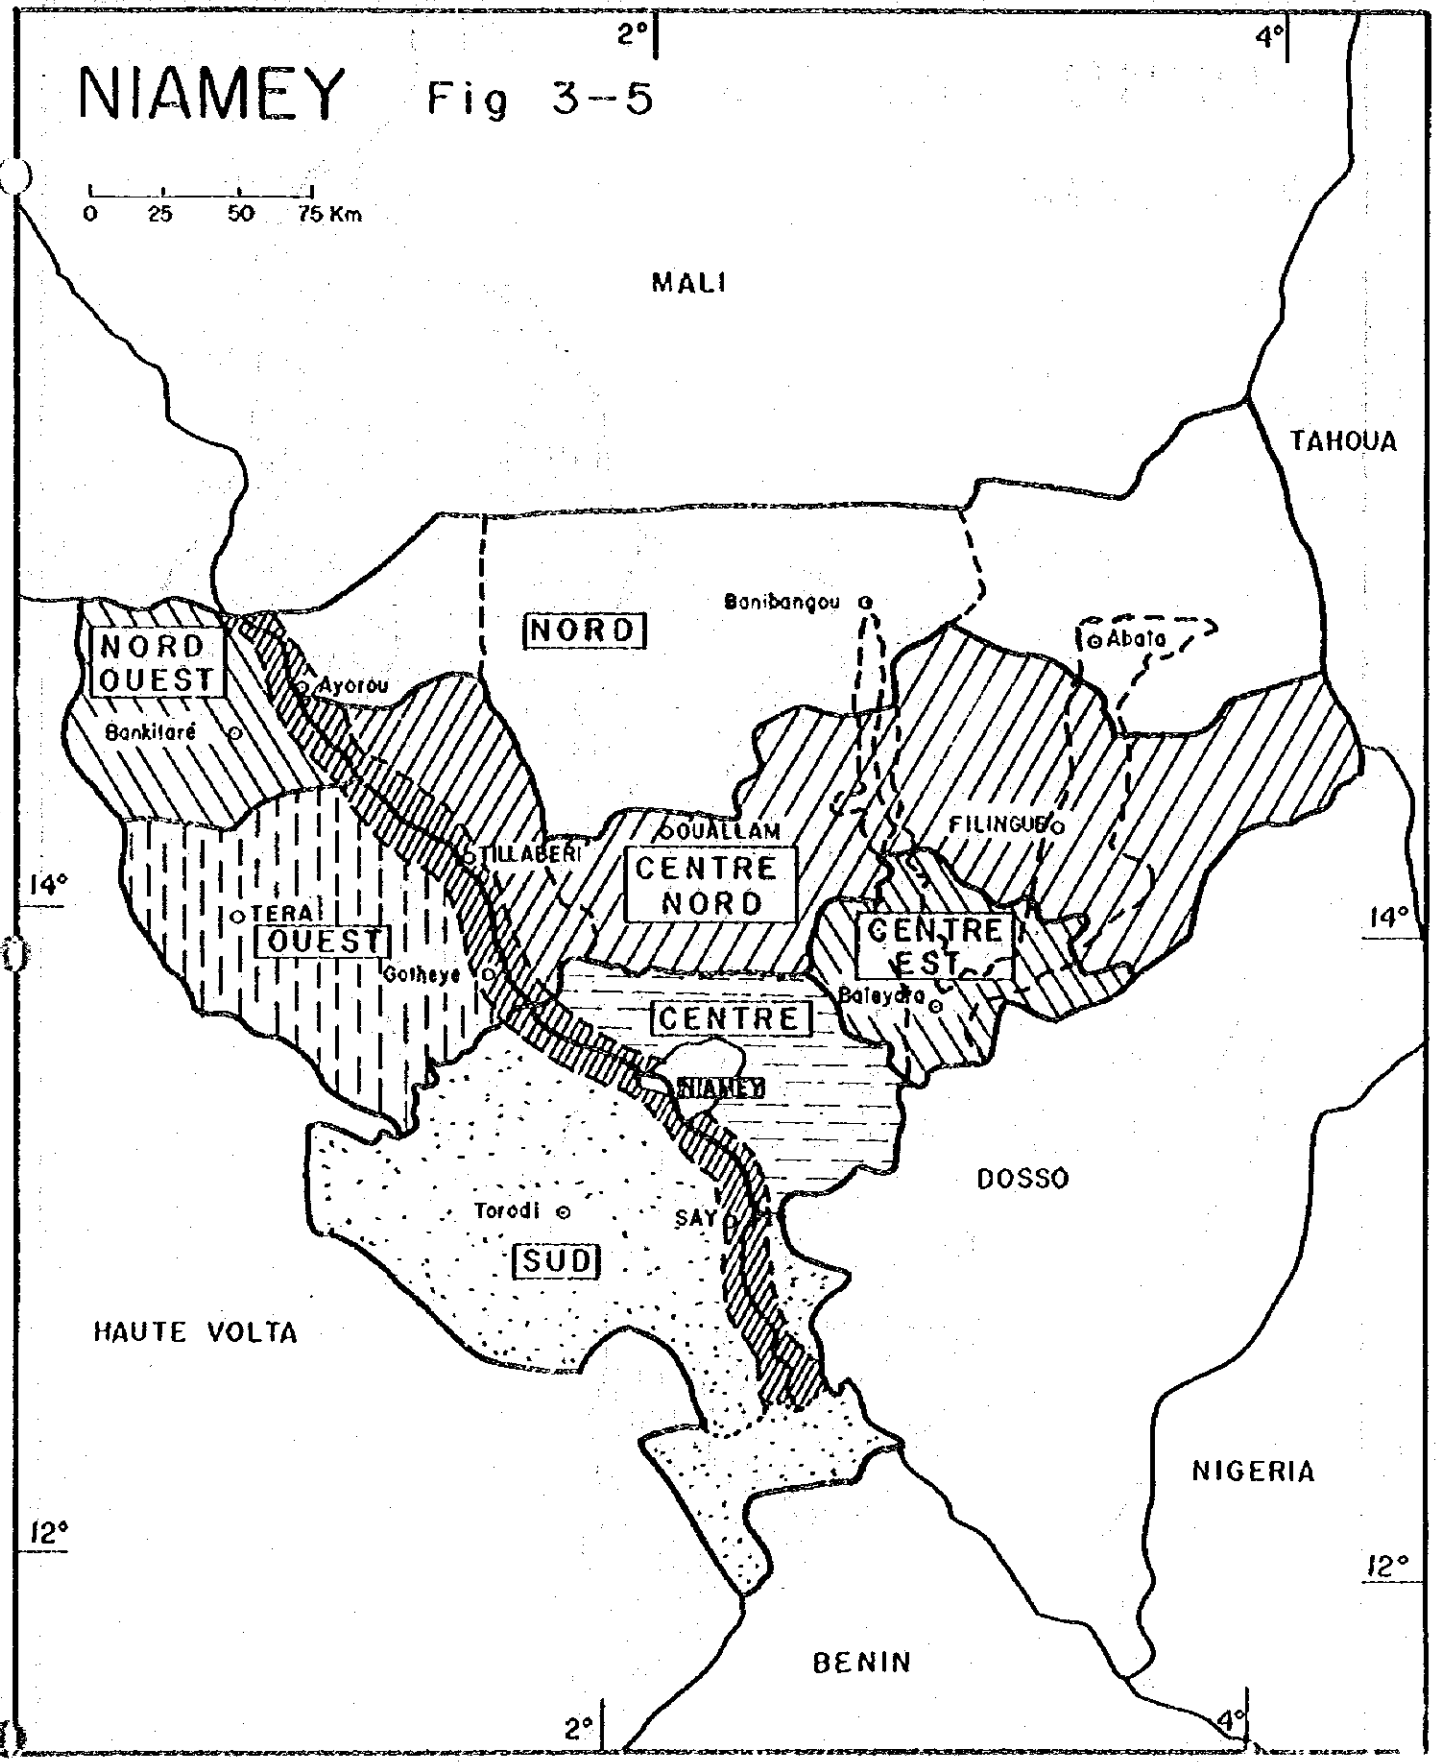 2° 4°
NIAMEY Fig 3-5
0 25 50 75 Km
MALI
TAHOUA
Banibangou
NORD
Abala
NORD
OUEST
Ayorou
Bankilaré
OUALLAM
FILINGUE
TILLABERI
CENTRE
NORD
14°
TERA
14°
OUEST
CENTRE
EST
Gotheye
Baleyara
CENTRE
NIAMEY
DOSSO
Torodi
SAY
SUD
HAUTE VOLTA
NIGERIA
12°
12°
BENIN
2° 4°